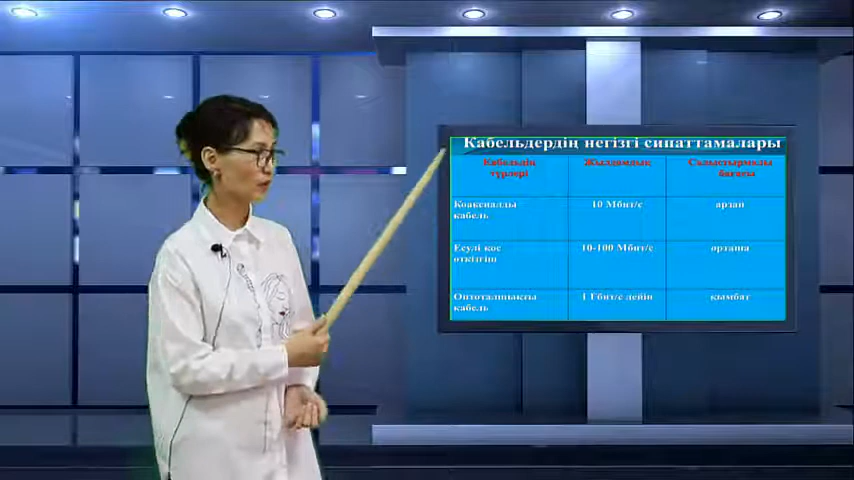 Кабельдердің негізгі сипаттамалары
Кабельдің түрлері
Жылдамдық
Салыстырмалы бағасы
Коаксиалды кабель
10 Мбит/с
арзан
Есулі қос өткізгіш
10-100 Мбит/с
орташа
Оптоталшықты кабель
1 Гбит/с дейін
қымбат